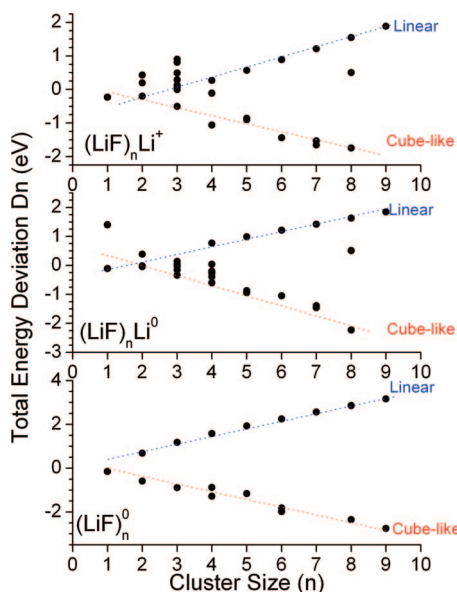 Total Energy Deviation Dn (eV)
2
1
0
-1
-2
Linear
Cube-like
(LiF)nLi+
0 1 2 3 4 5 6 7 8 9 10
2
1
0
-1
-2
-3
Linear
Cube-like
(LiF)nLi0
0 1 2 3 4 5 6 7 8 9 10
4
2
0
-2
Linear
Cube-like
(LiF)n0
0 1 2 3 4 5 6 7 8 9 10
Cluster Size (n)